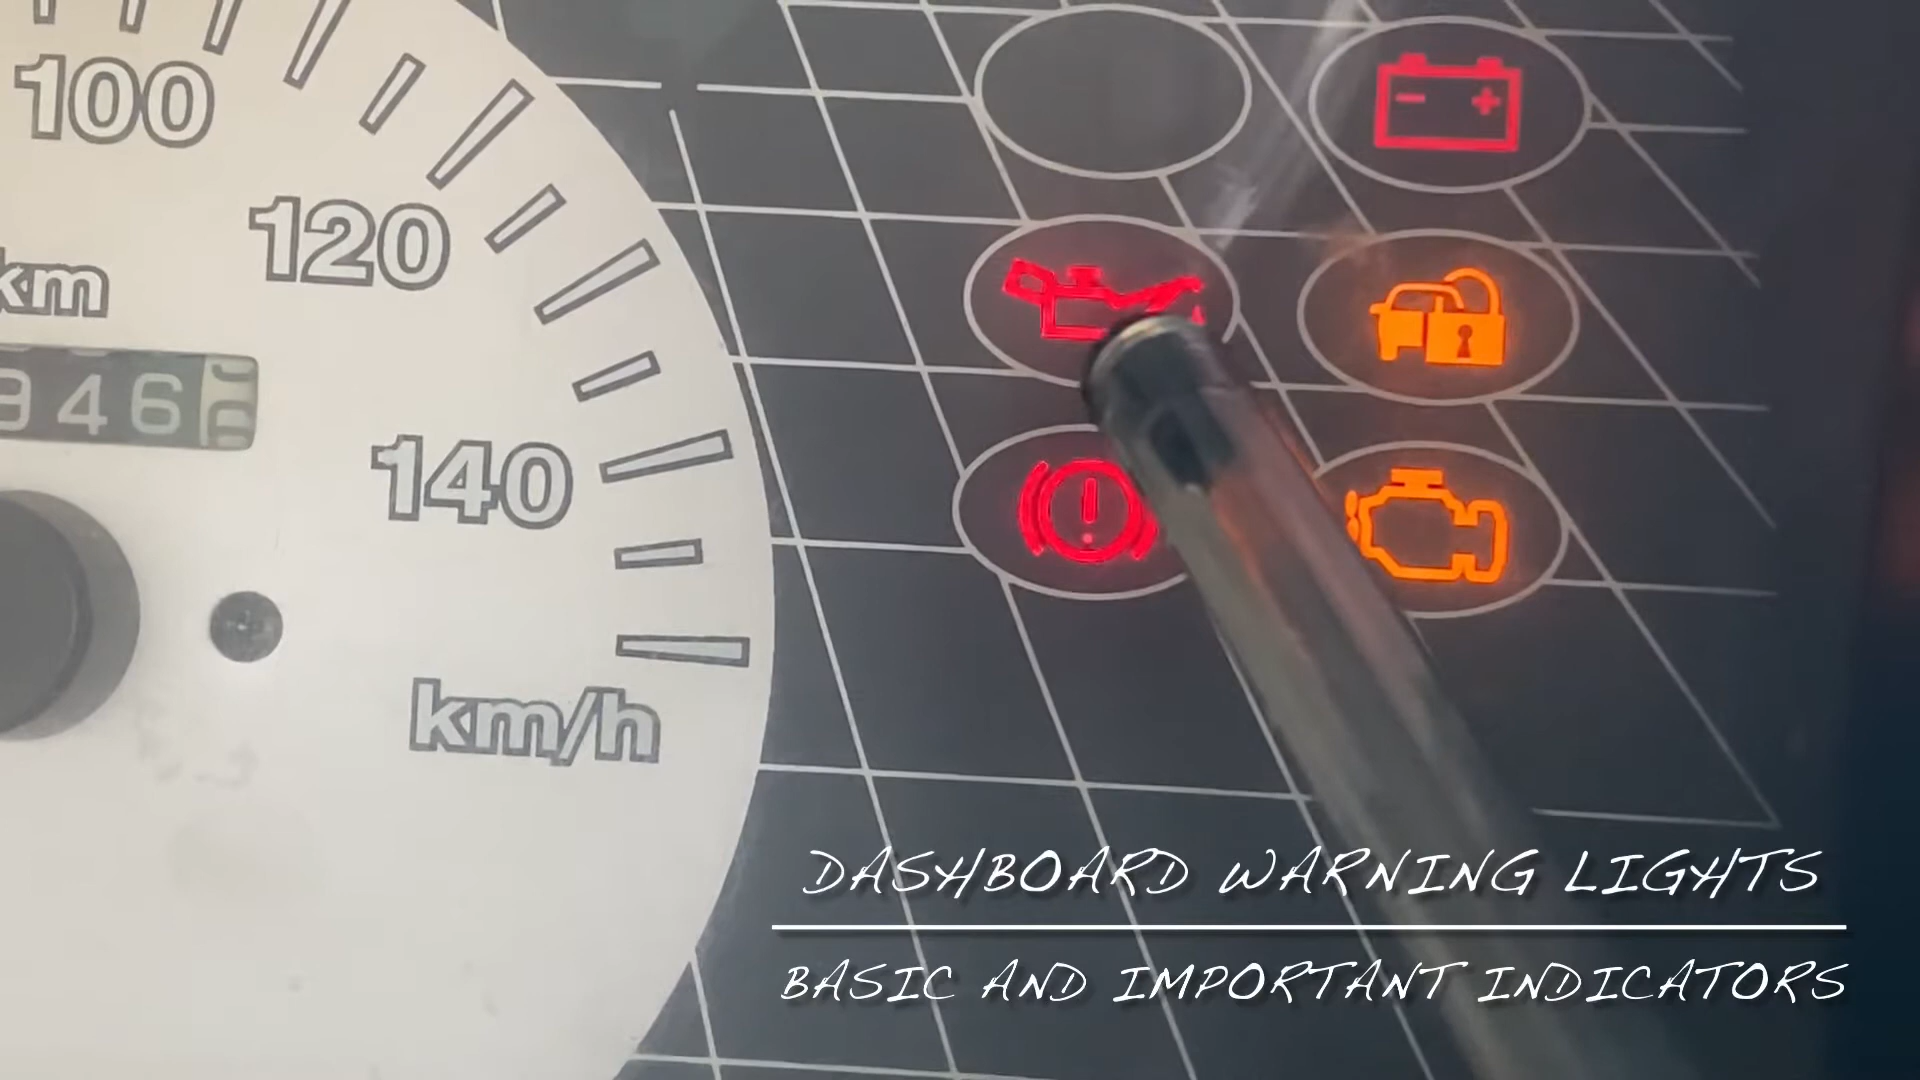 100
120
km
946
140
km/h
DASHBOARD WARNING LIGHTS
BASIC AND IMPORTANT INDICATORS